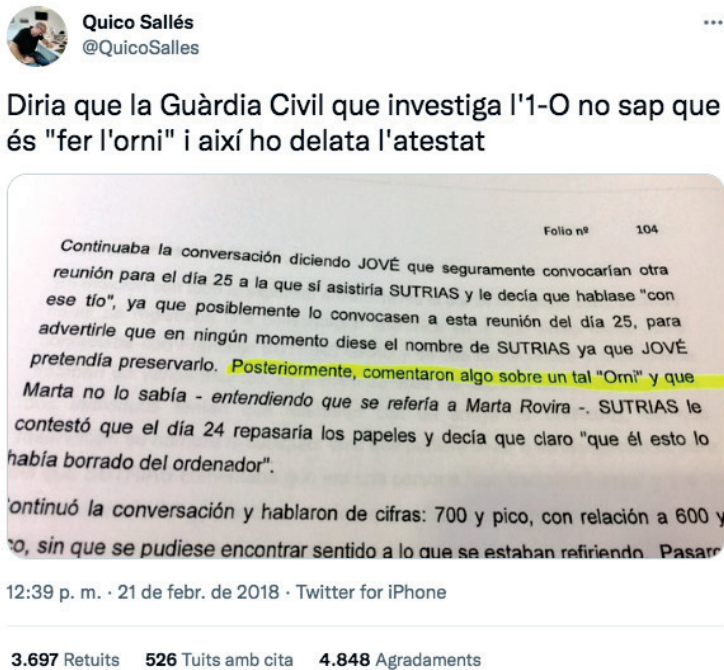 Quico Sallés
@QuicoSalles
Diria que la Guàrdia Civil que investiga l'1-O no sap que
és "fer l'orni" i així ho delata l'atestat
Folio nº 104
Continuaba la conversación diciendo JOVÉ que seguramente convocarían otra
reunión para el día 25 a la que sí asistiría SUTRIAS y le decía que hablase "con
ese tío", ya que posiblemente lo convocasen a esta reunión del día 25, para
advertirle que en ningún momento diese el nombre de SUTRIAS ya que JOVÉ
pretendía preservarlo. Posteriormente, comentaron algo sobre un tal "Orni" y que
Marta no lo sabía - entendiendo que se refería a Marta Rovira -. SUTRIAS le
contestó que el día 24 repasaría los papeles y decía que claro "que él esto lo
había borrado del ordenador".
ontinuó la conversación y hablaron de cifras: 700 y pico, con relación a 600 y
co, sin que se pudiese encontrar sentido a lo que se estaban refiriendo. Pasaro
12:39 p. m. · 21 de febr. de 2018 · Twitter for iPhone
3.697 Retuits 526 Tuits amb cita 4.848 Agradaments